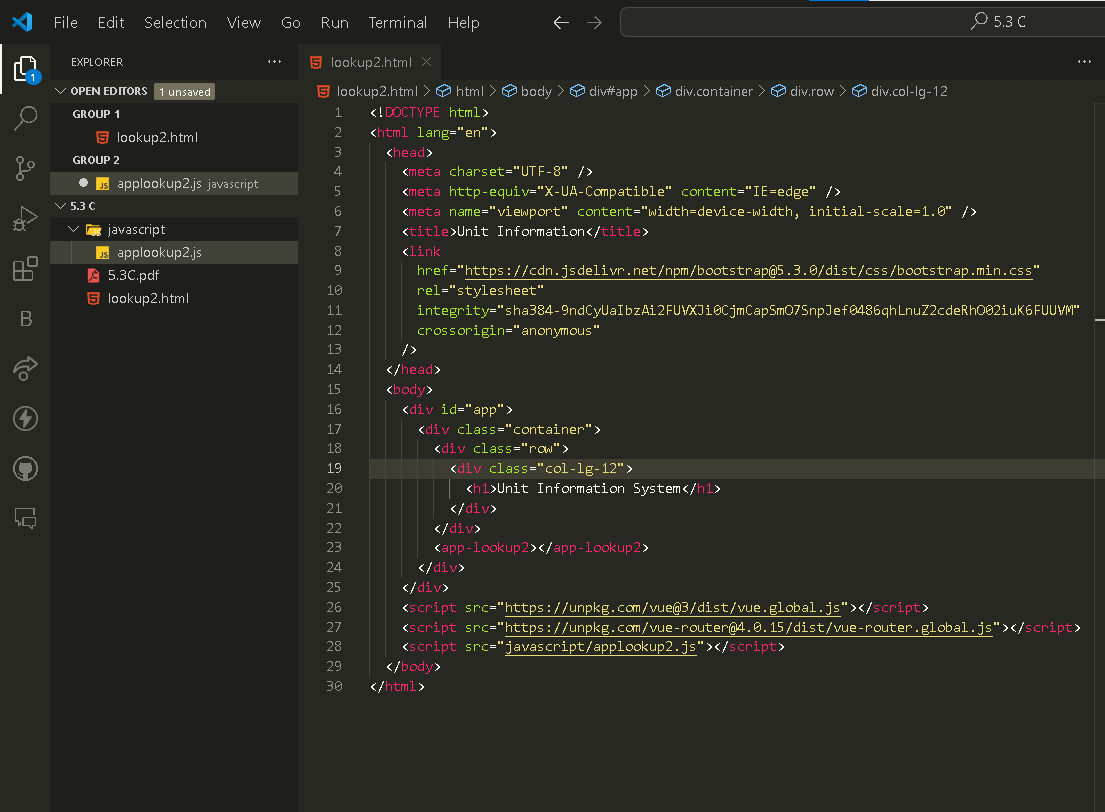 File Edit Selection View Go Run Terminal Help
5.3 C
1
EXPLORER
OPEN EDITORS 1 unsaved
GROUP 1
lookup2.html
GROUP 2
JS applookup2.js javascript
5.3 C
javascript
JS applookup2.js
5.3C.pdf
lookup2.html
B
lookup2.html
lookup2.html > html > body > div#app > div.container > div.row > div.col-lg-12
1 <!DOCTYPE html>
2 <html lang="en">
3 <head>
4 <meta charset="UTF-8" />
5 <meta http-equiv="X-UA-Compatible" content="IE=edge" />
6 <meta name="viewport" content="width=device-width, initial-scale=1.0" />
7 <title>Unit Information</title>
8 <link
9 href="https://cdn.jsdelivr.net/npm/bootstrap@5.3.0/dist/css/bootstrap.min.css"
10 rel="stylesheet"
11 integrity="sha384-9ndCyUaIbzAi2FUVXJi0CjmCapSmO7SnpJef0486qhLnuZ2cdeRhO02iuK6FUUVM"
12 crossorigin="anonymous"
13 />
14 </head>
15 <body>
16 <div id="app">
17 <div class="container">
18 <div class="row">
19 <div class="col-lg-12">
20 <h1>Unit Information System</h1>
21 </div>
22 </div>
23 <app-lookup2></app-lookup2>
24 </div>
25 </div>
26 <script src="https://unpkg.com/vue@3/dist/vue.global.js"></script>
27 <script src="https://unpkg.com/vue-router@4.0.15/dist/vue-router.global.js"></script>
28 <script src="javascript/applookup2.js"></script>
29 </body>
30 </html>